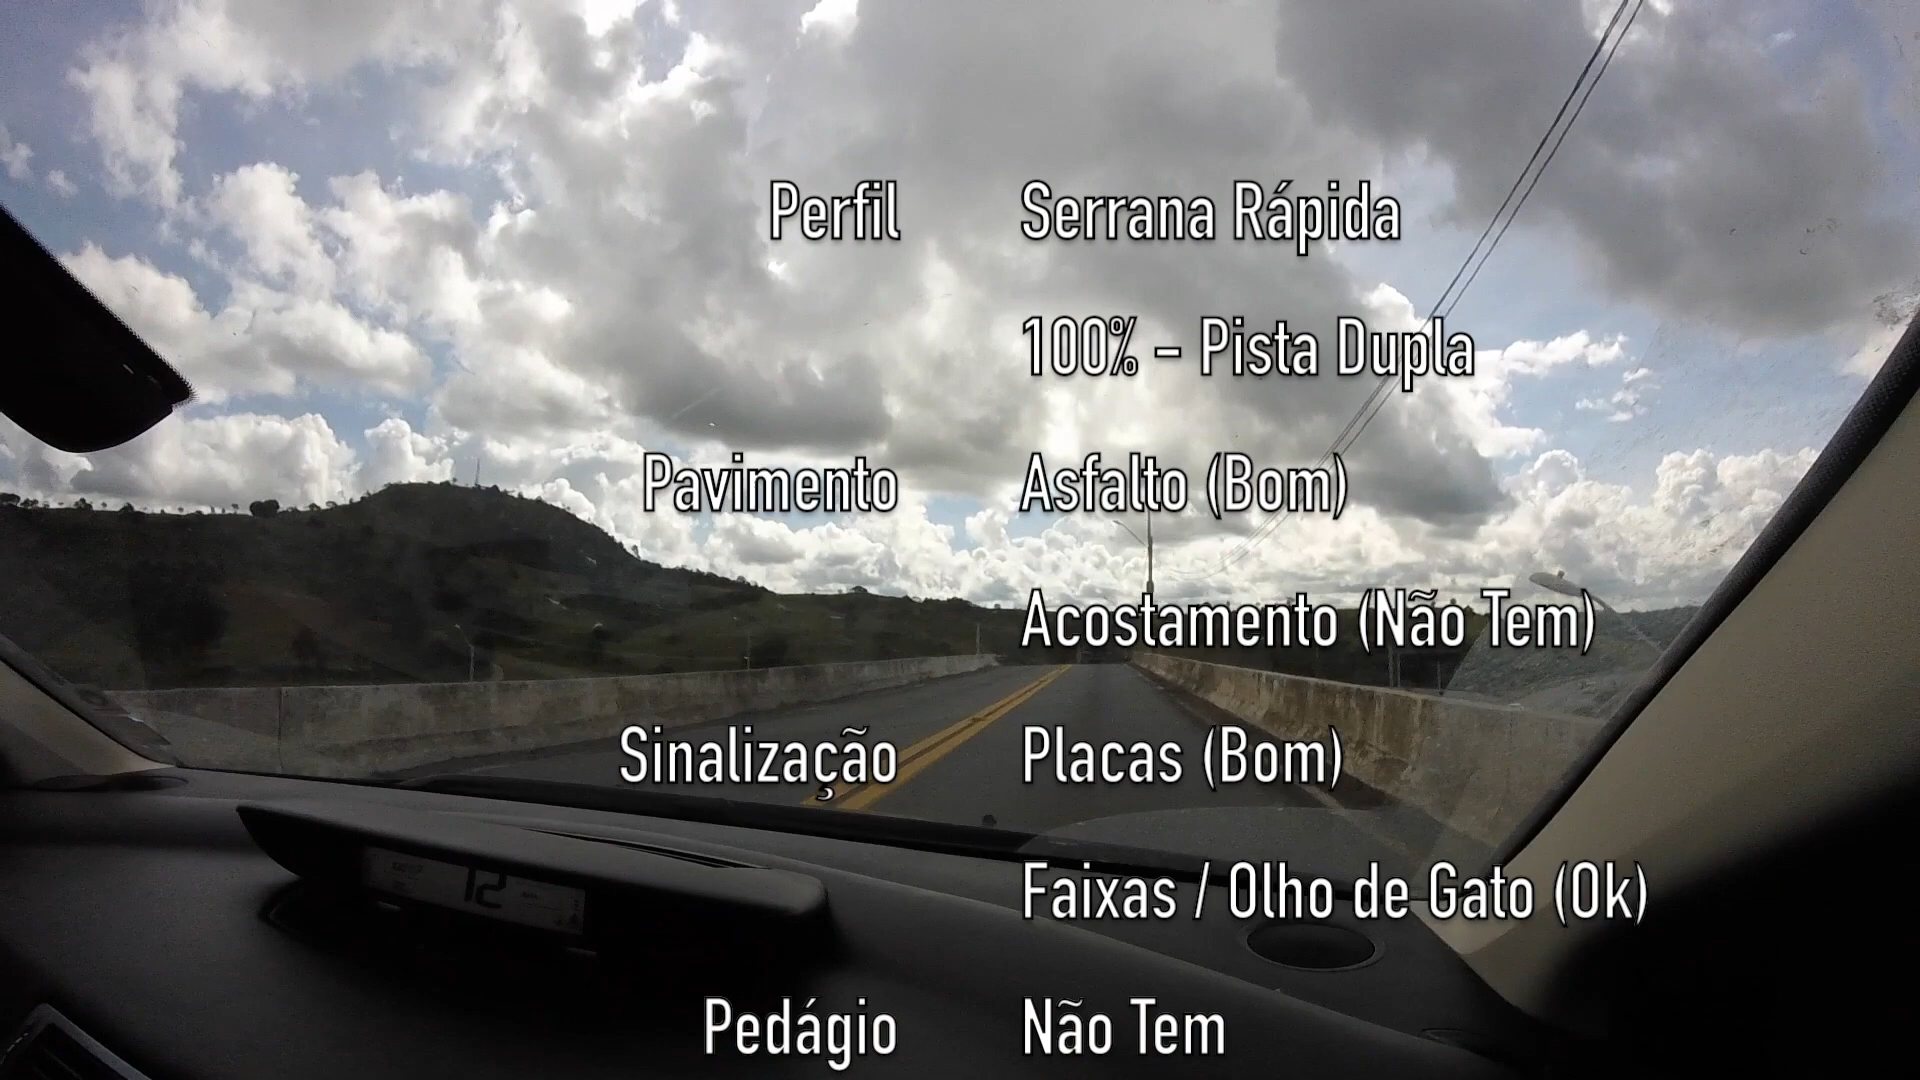 Perfil Serrana Rápida
100% - Pista Dupla
Pavimento Asfalto (Bom)
Acostamento (Não Tem)
Sinalização Placas (Bom)
Faixas / Olho de Gato (Ok)
Pedágio Não Tem
12